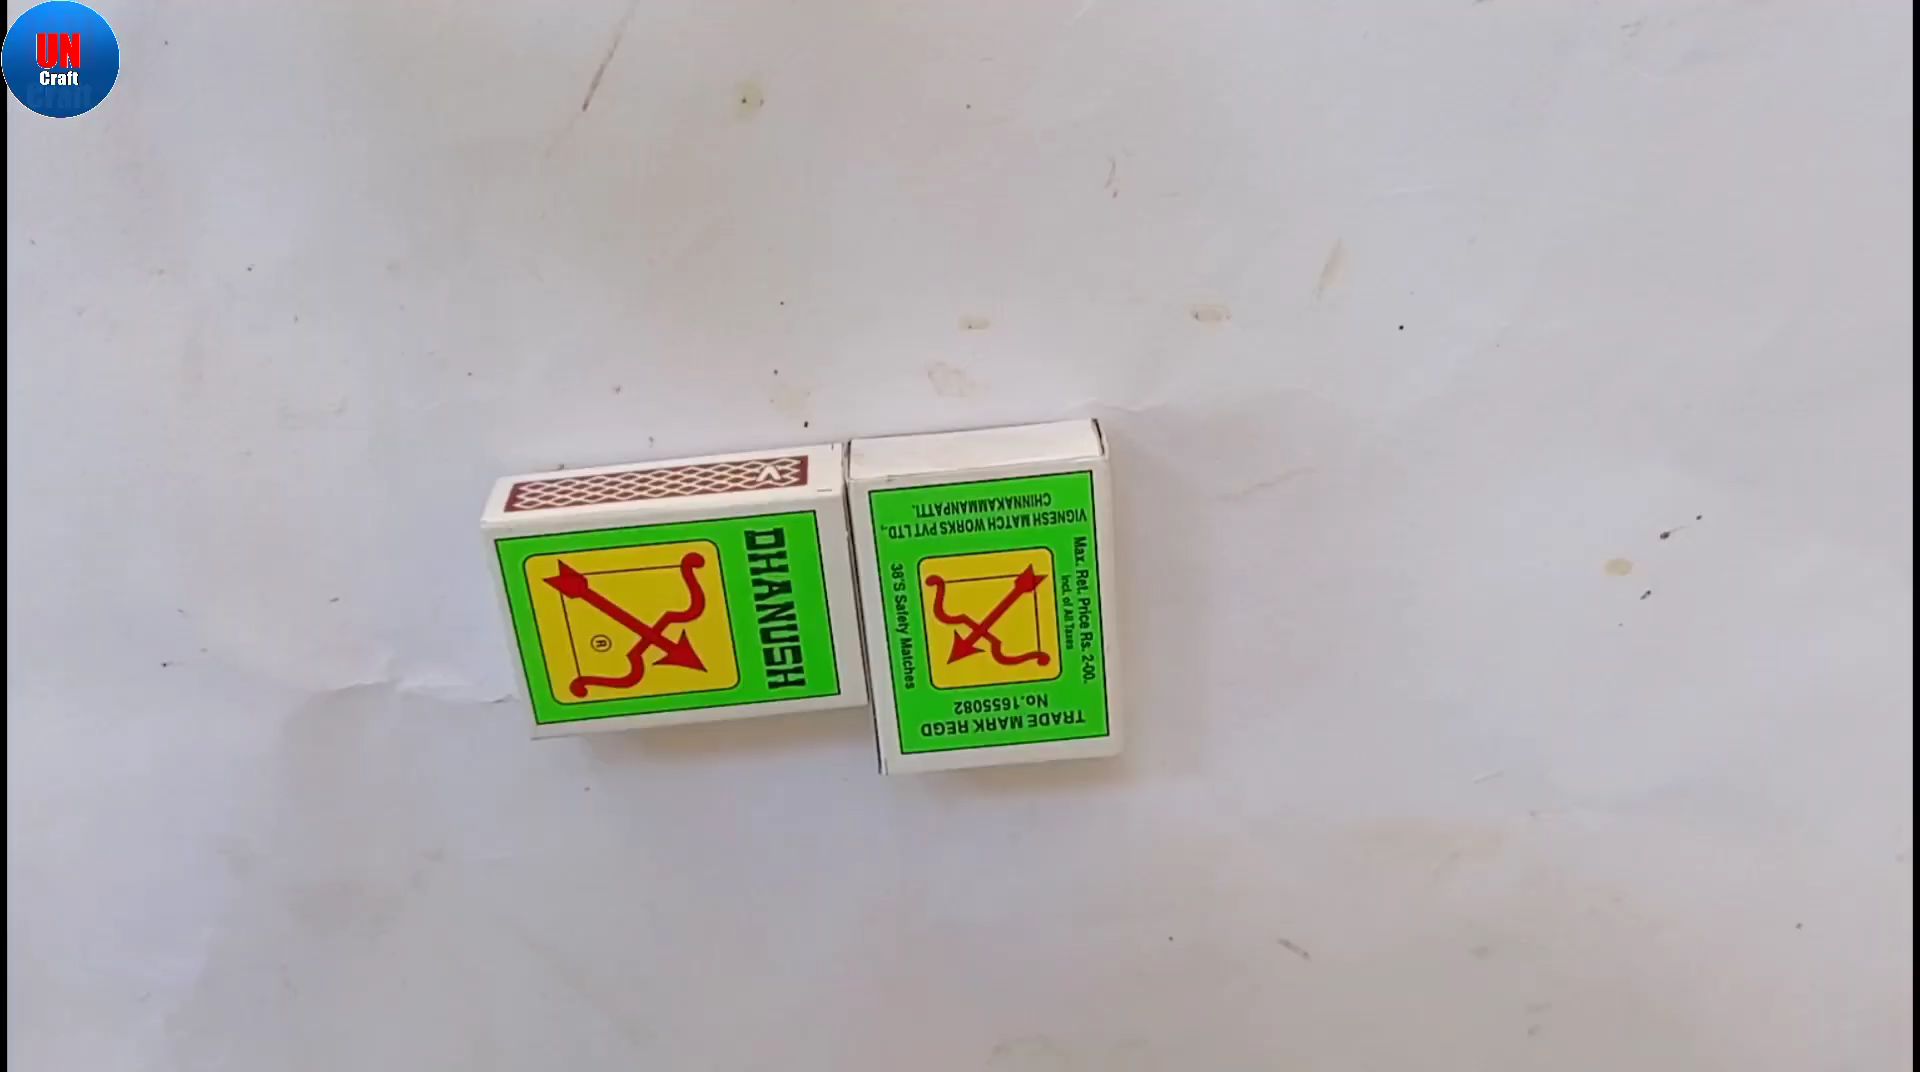 UN
Craft
DHANUSH
®
VIGNESH MATCH WORKS PVT LTD.,
CHINNAKAMMANPATTI.
Max. Ret. Price Rs. 2-00.
Incl. of All Taxes
38'S Safety Matches
TRADE MARK REGD
No.1655082